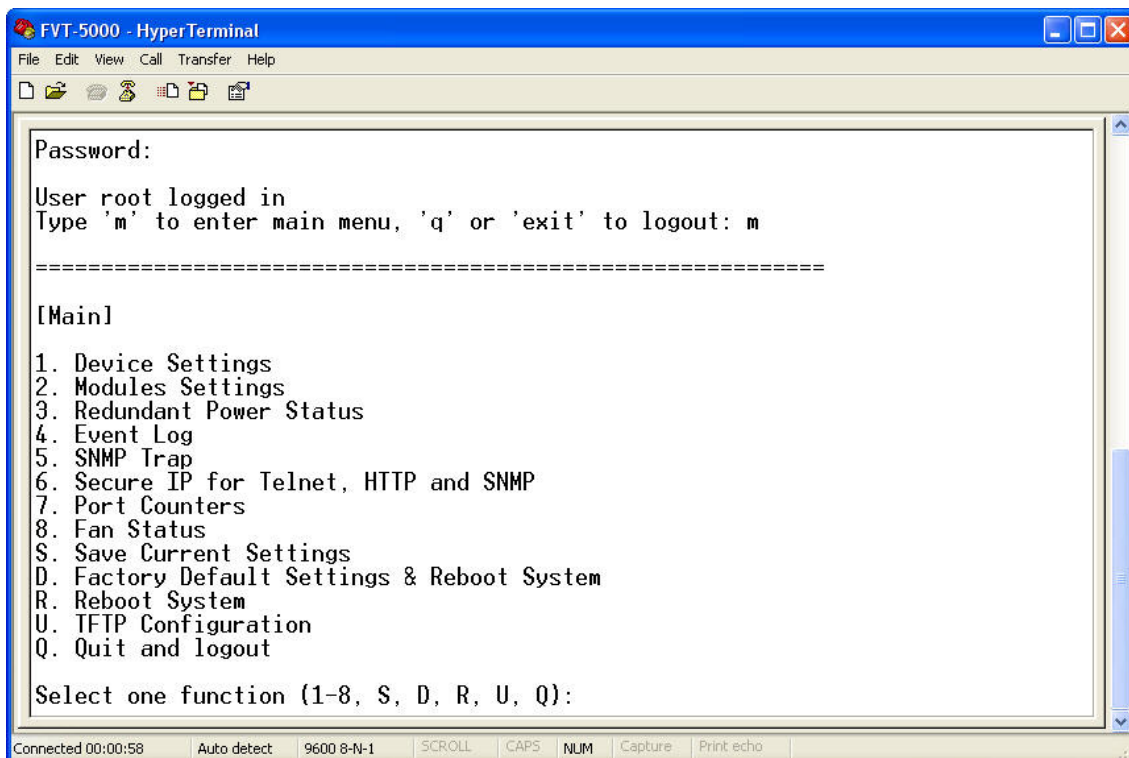 FVT-5000 - HyperTerminal
File Edit View Call Transfer Help
Password:
User root logged in
Type 'm' to enter main menu, 'q' or 'exit' to logout: m
============================================================
[Main]
1. Device Settings
2. Modules Settings
3. Redundant Power Status
4. Event Log
5. SNMP Trap
6. Secure IP for Telnet, HTTP and SNMP
7. Port Counters
8. Fan Status
S. Save Current Settings
D. Factory Default Settings & Reboot System
R. Reboot System
U. TFTP Configuration
Q. Quit and logout
Select one function (1-8, S, D, R, U, Q):
Connected 00:00:58 Auto detect 9600 8-N-1 SCROLL CAPS NUM Capture Print echo